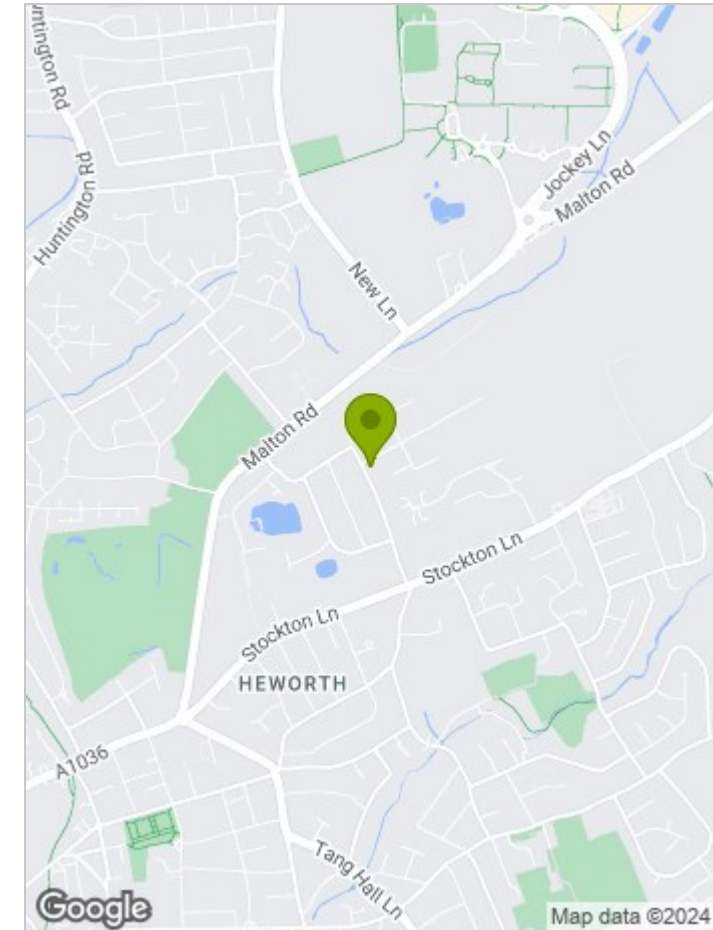 ntington Rd
Huntington Rd
Jockey Ln
Malton Rd
New Ln
Malton Rd
Stockton Ln
Stockton Ln
HEWORTH
A1036
Tang Hall Ln
Google
Map data ©2024